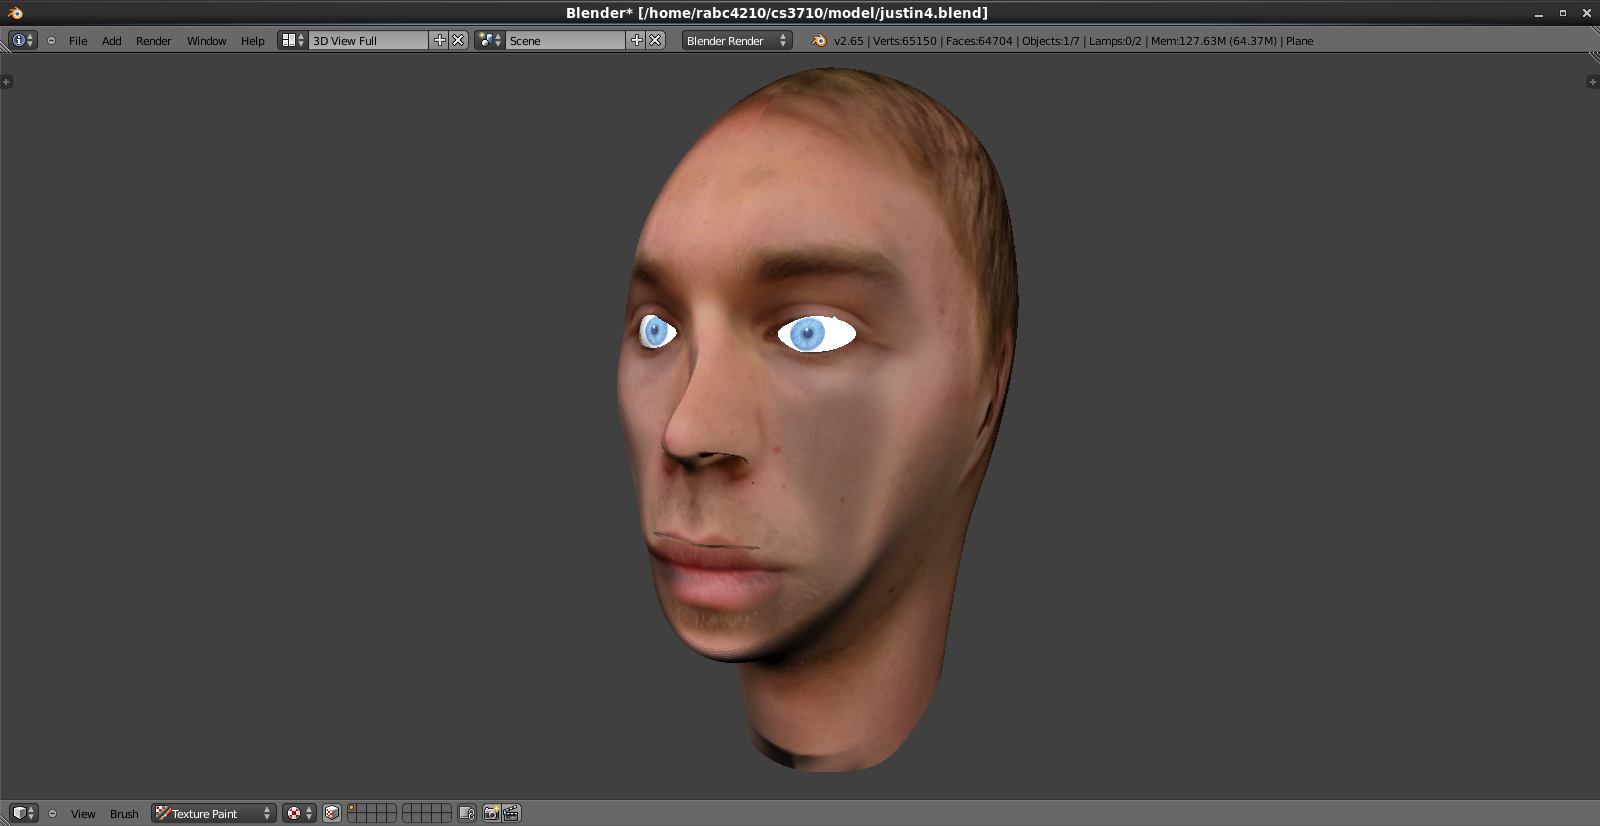 Blender* [/home/rabc4210/cs3710/model/justin4.blend]
File Add Render Window Help 3D View Full Scene Blender Render v2.65 | Verts:65150 | Faces:64704 | Objects:1/7 | Lamps:0/2 | Mem:127.63M (64.37M) | Plane
View Brush Texture Paint